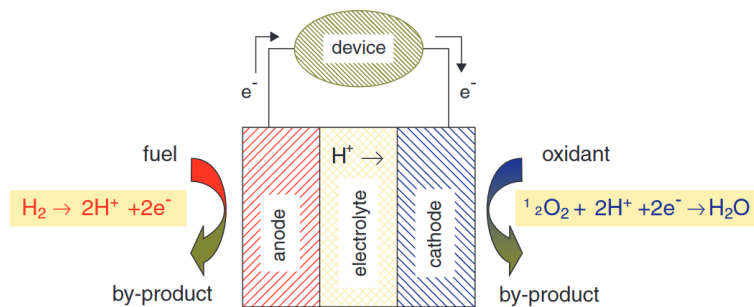 device
e⁻
e⁻
fuel
H⁺ →
oxidant
H₂ → 2H⁺ +2e⁻
anode
electrolyte
cathode
¹ ₂O₂ + 2H⁺ +2e⁻ →H₂O
by-product
by-product